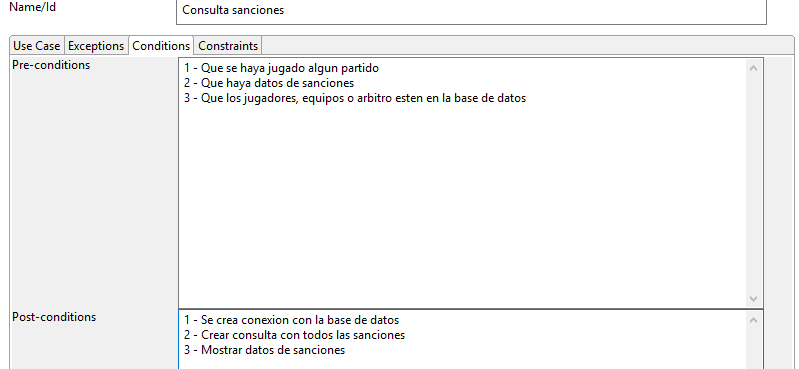 Name/Id
Consulta sanciones
Use Case Exceptions Conditions Constraints
Pre-conditions
1 - Que se haya jugado algun partido
2 - Que haya datos de sanciones
3 - Que los jugadores, equipos o arbitro esten en la base de datos
Post-conditions
1 - Se crea conexion con la base de datos
2 - Crear consulta con todos las sanciones
3 - Mostrar datos de sanciones